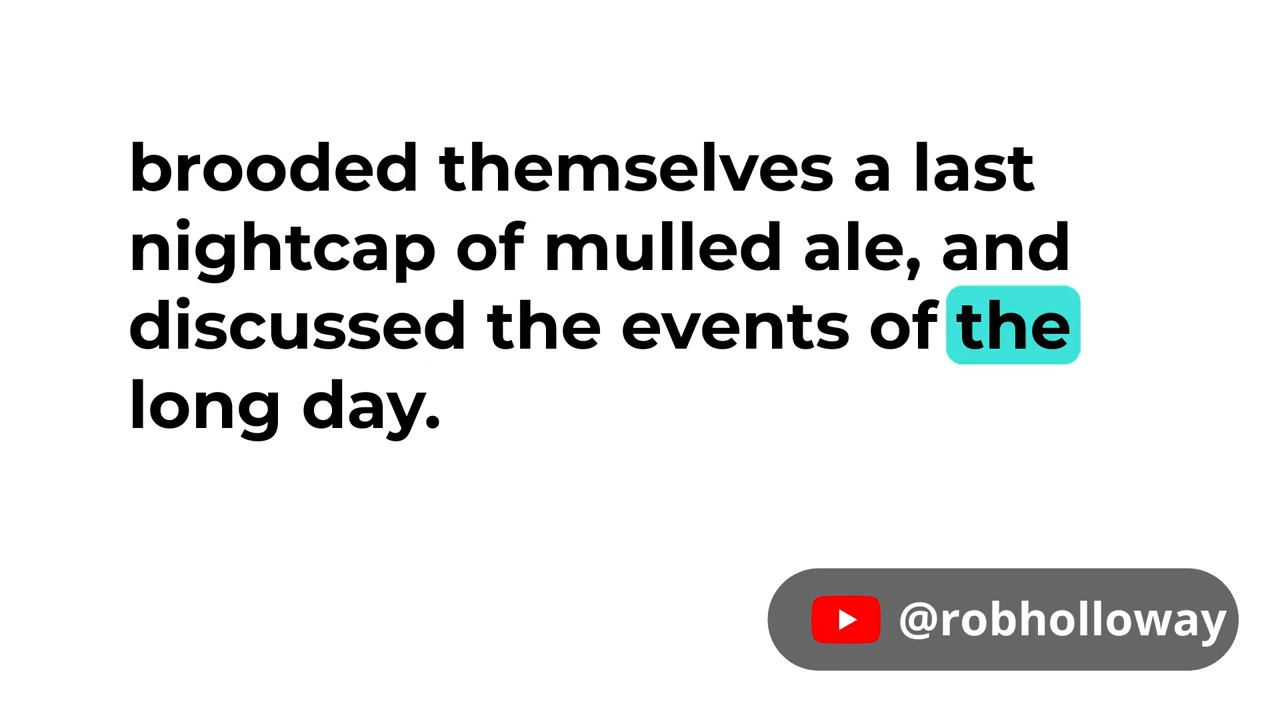 brooded themselves a last
nightcap of mulled ale, and
discussed the events of the
long day.
@robholloway